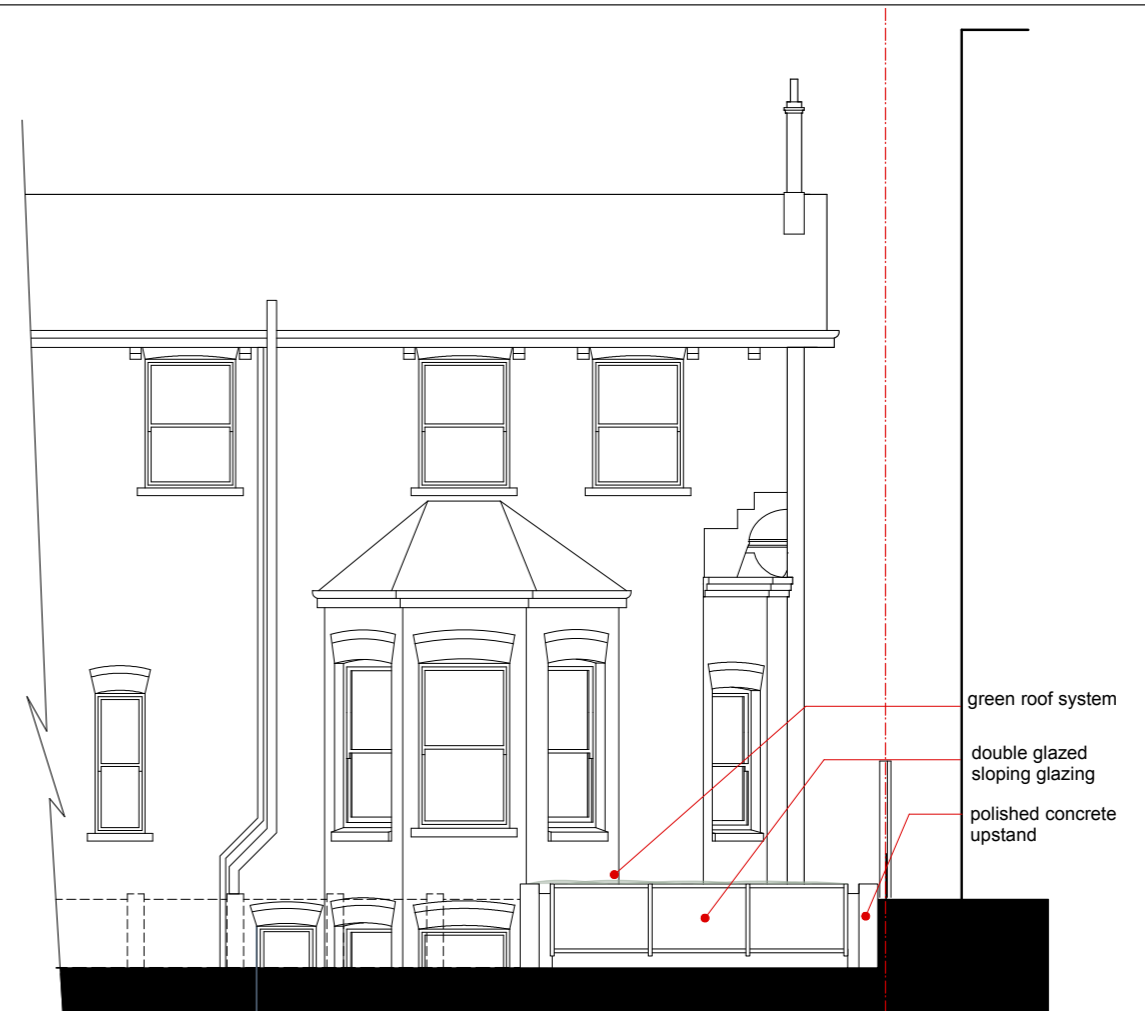 green roof system
double glazed
sloping glazing
polished concrete
upstand